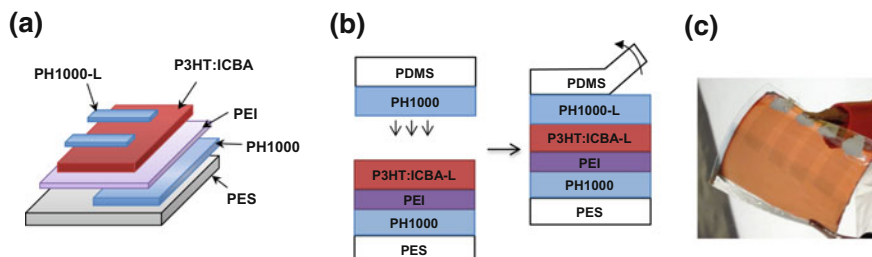 (a)
PH1000-L
P3HT:ICBA
PEI
PH1000
PES
(b)
PDMS
PH1000
P3HT:ICBA-L
PEI
PH1000
PES
PDMS
PH1000-L
P3HT:ICBA-L
PEI
PH1000
PES
(c)